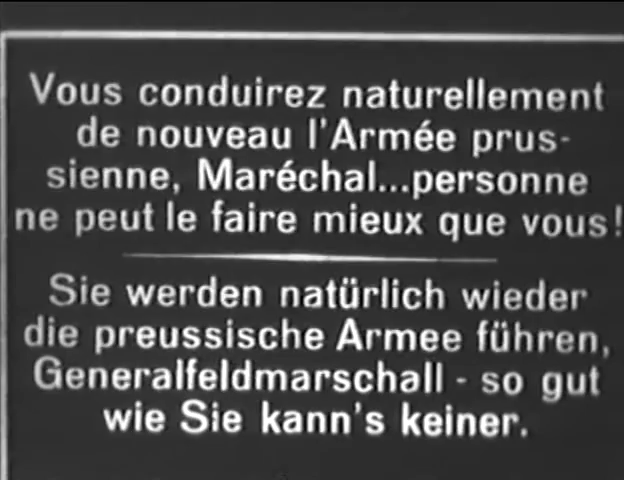 Vous conduirez naturellement
de nouveau l'Armée prus-
sienne, Maréchal...personne
ne peut le faire mieux que vous!
Sie werden natürlich wieder
die preussische Armee führen,
Generalfeldmarschall - so gut
wie Sie kann's keiner.